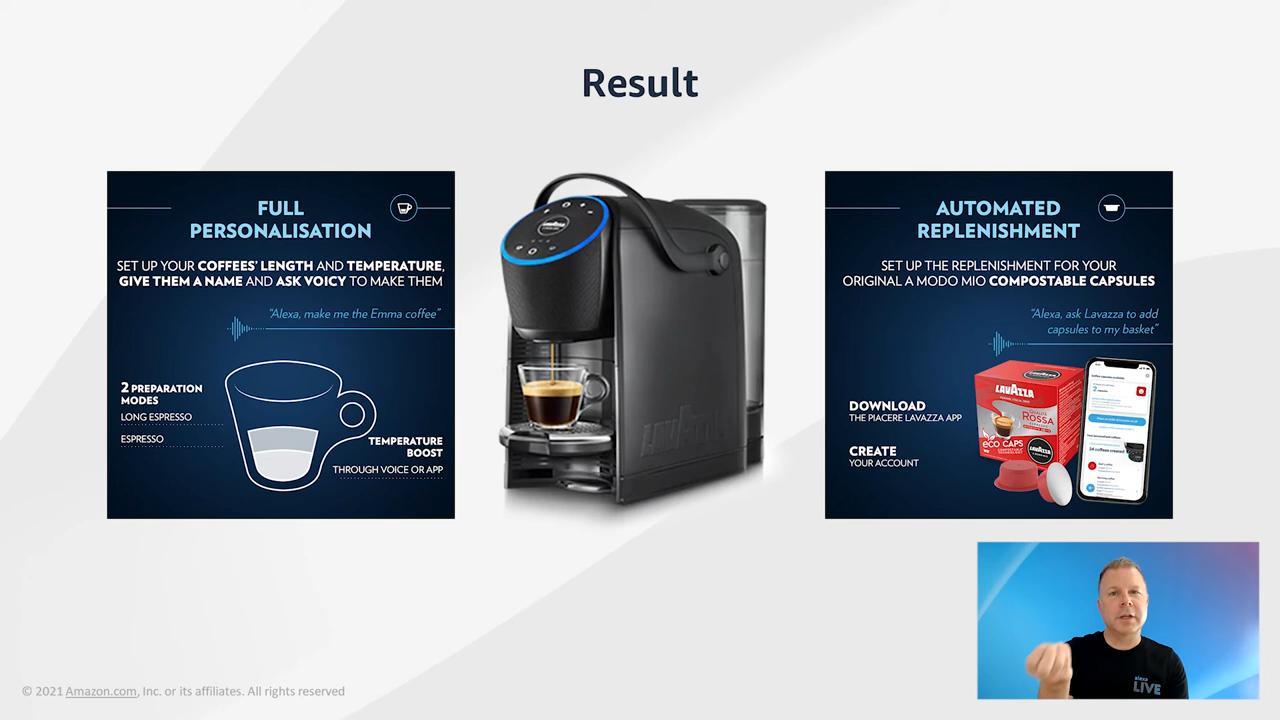 Result
FULL
PERSONALISATION
SET UP YOUR COFFEES' LENGTH AND TEMPERATURE,
GIVE THEM A NAME AND ASK VOICY TO MAKE THEM
"Alexa, make me the Emma coffee"
2 PREPARATION
MODES
LONG ESPRESSO
ESPRESSO
TEMPERATURE
BOOST
THROUGH VOICE OR APP
LAVAZZA
AUTOMATED
REPLENISHMENT
SET UP THE REPLENISHMENT FOR YOUR
ORIGINAL A MODO MIO COMPOSTABLE CAPSULES
"Alexa, ask Lavazza to add
capsules to my basket"
DOWNLOAD
THE PIACERE LAVAZZA APP
CREATE
YOUR ACCOUNT
LAVAZZA
QUALITÀ
ROSSA
eco CAPS
LAVAZZA
alexa
LIVE
© 2021 Amazon.com, Inc. or its affiliates. All rights reserved